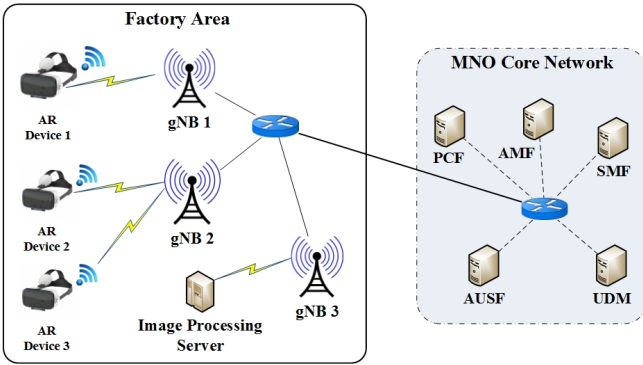 Factory Area
AR
Device 1
gNB 1
AR
Device 2
gNB 2
AR
Device 3
Image Processing
Server
gNB 3
MNO Core Network
PCF
AMF
SMF
AUSF
UDM